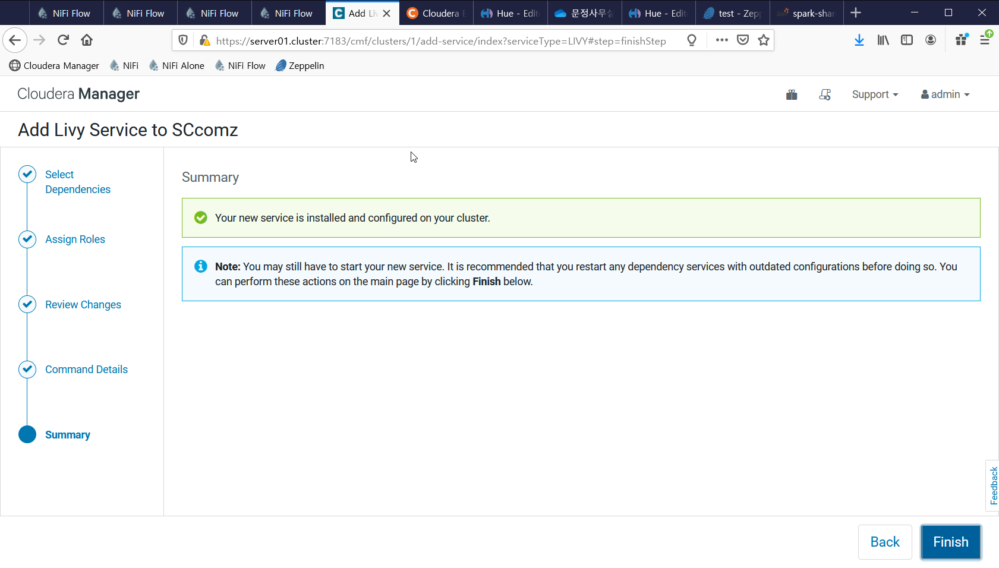 NiFi Flow
NiFi Flow
NiFi Flow
NiFi Flow
Add Liv
Cloudera E
Hue - Edit
문정사무실
Hue - Edit
test - Zepp
spark-shar
https://server01.cluster:7183/cmf/clusters/1/add-service/index?serviceType=LIVY#step=finishStep
Cloudera Manager
NiFi
NiFi Alone
NiFi Flow
Zeppelin
Cloudera Manager
Support
admin
Add Livy Service to SCcomz
Select
Dependencies
Assign Roles
Review Changes
Command Details
Summary
Summary
Your new service is installed and configured on your cluster.
Note: You may still have to start your new service. It is recommended that you restart any dependency services with outdated configurations before doing so. You
can perform these actions on the main page by clicking Finish below.
Feedback
Back
Finish